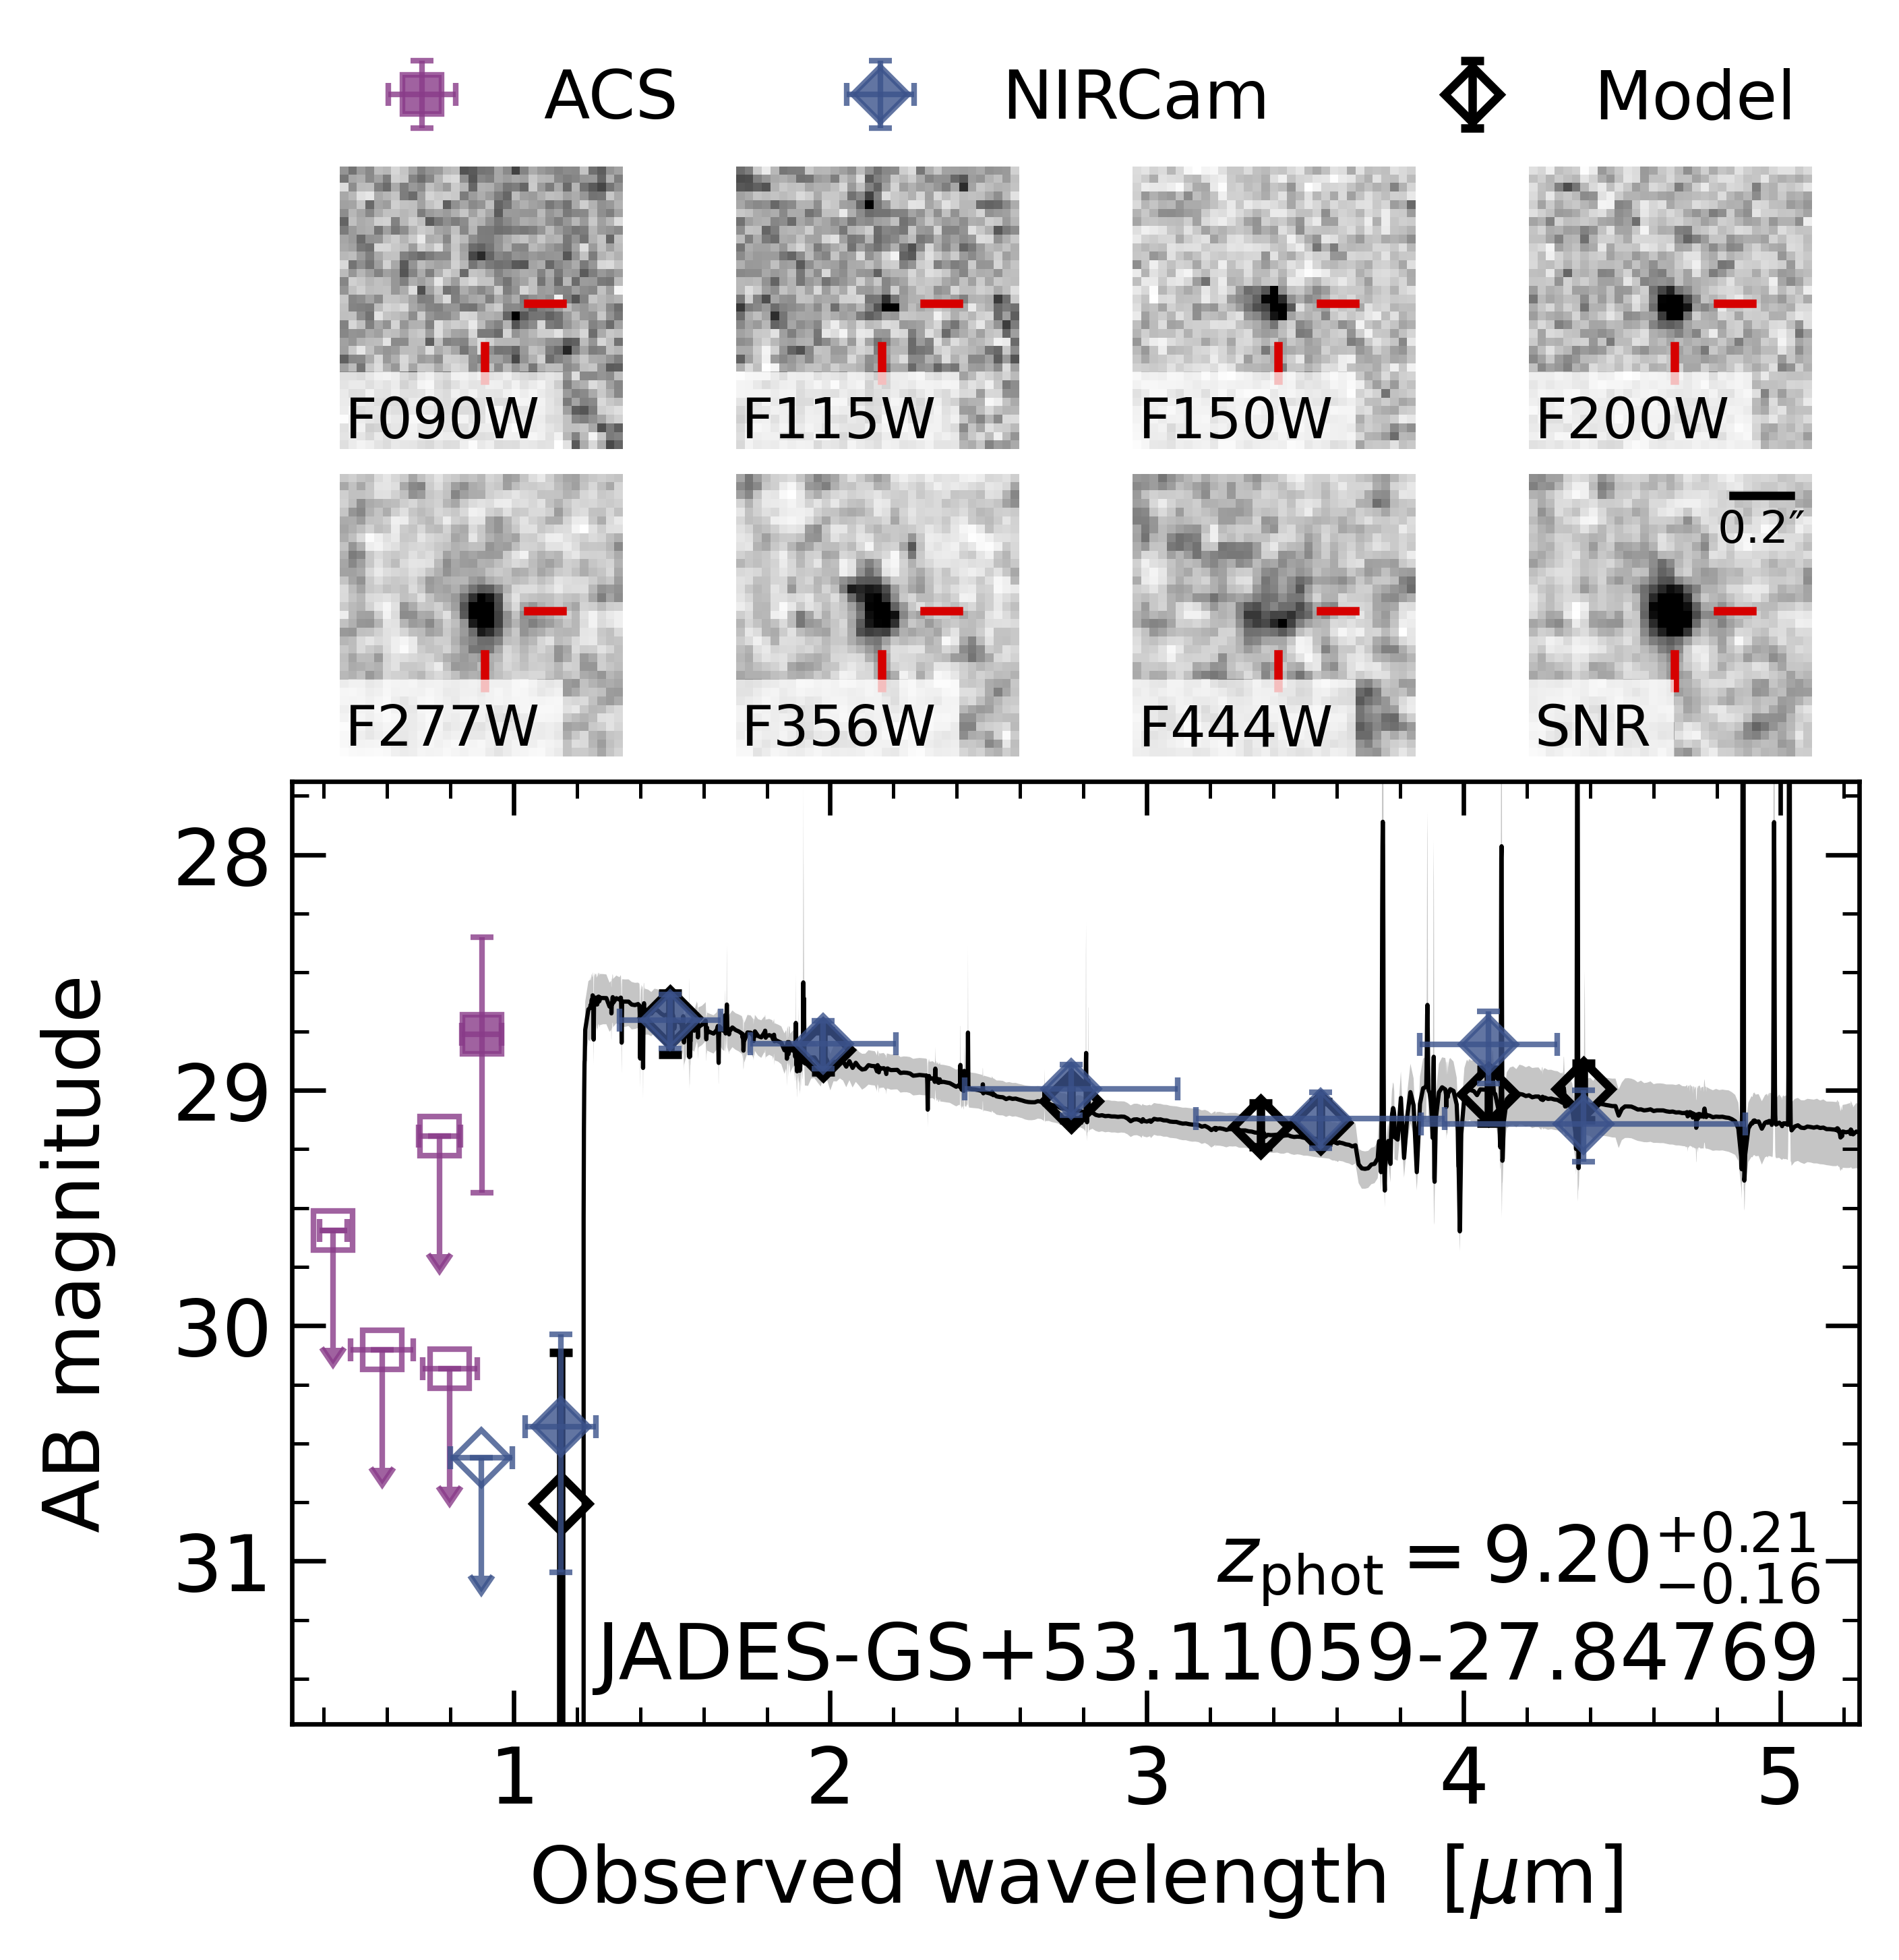 ACS NIRCam Model
F090W F115W F150W F200W
0.2″
F277W F356W F444W SNR
28
29
30
31
AB magnitude
z_phot = 9.20 +0.21 −0.16
JADES-GS+53.11059-27.84769
1 2 3 4 5
Observed wavelength [μm]